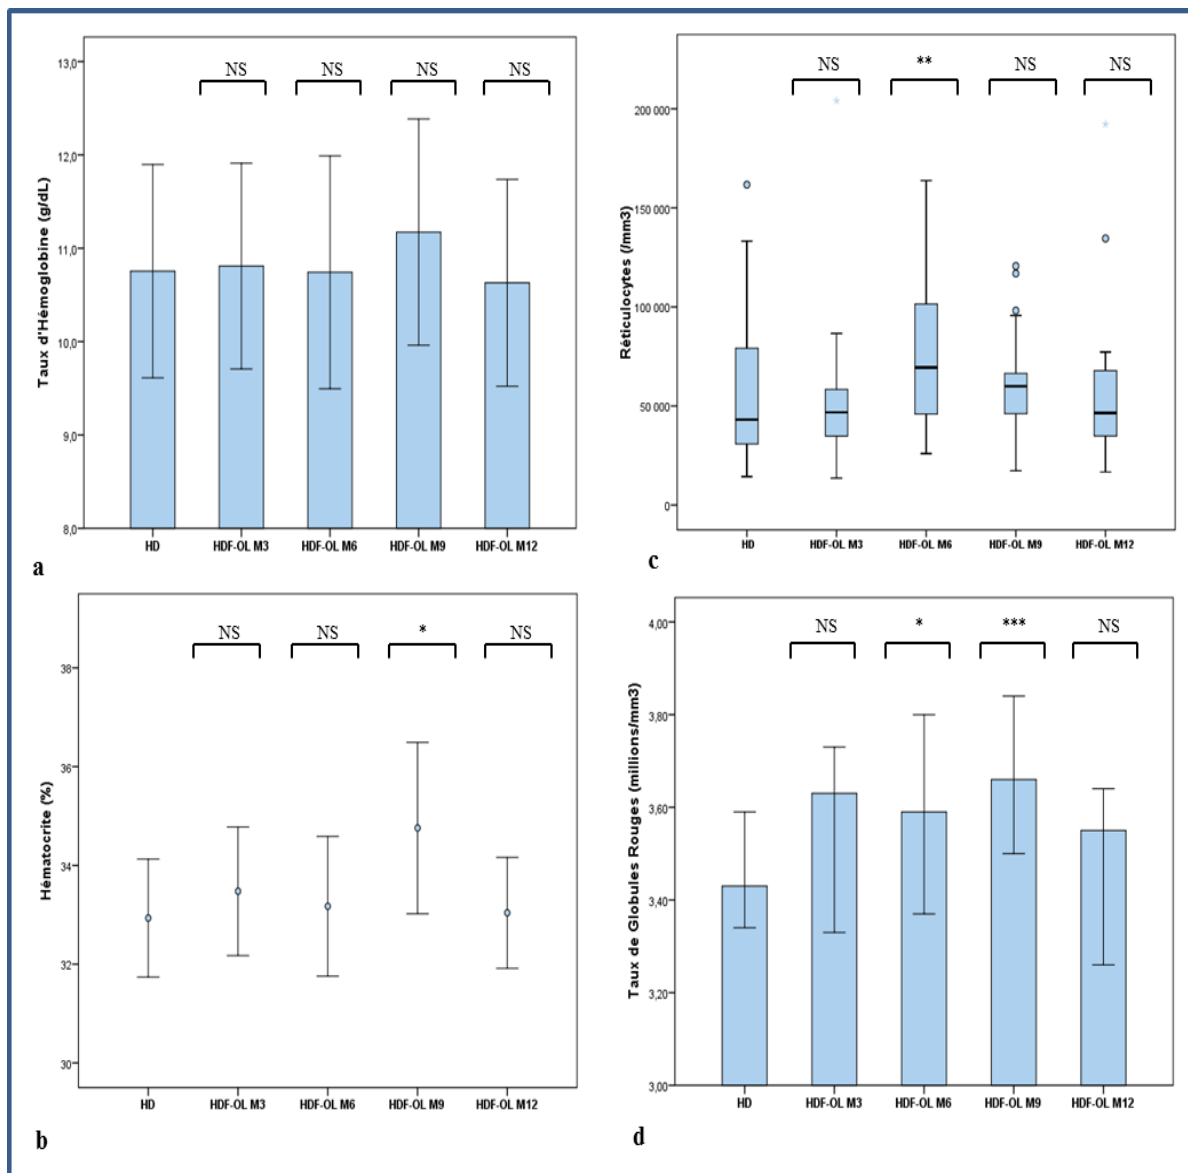 NS NS NS NS
13,0
12,0
11,0
10,0
9,0
8,0
Taux d'Hémoglobine (g/dL)
HD HDF-OL M3 HDF-OL M6 HDF-OL M9 HDF-OL M12
a
NS ** NS NS
200 000
150 000
100 000
50 000
0
Réticulocytes (/mm3)
HD HDF-OL M3 HDF-OL M6 HDF-OL M9 HDF-OL M12
c
NS NS * NS
38
36
34
32
30
Hématocrite (%)
HD HDF-OL M3 HDF-OL M6 HDF-OL M9 HDF-OL M12
b
NS * *** NS
4,00
3,80
3,60
3,40
3,20
3,00
Taux de Globules Rouges (millions/mm3)
HD HDF-OL M3 HDF-OL M6 HDF-OL M9 HDF-OL M12
d